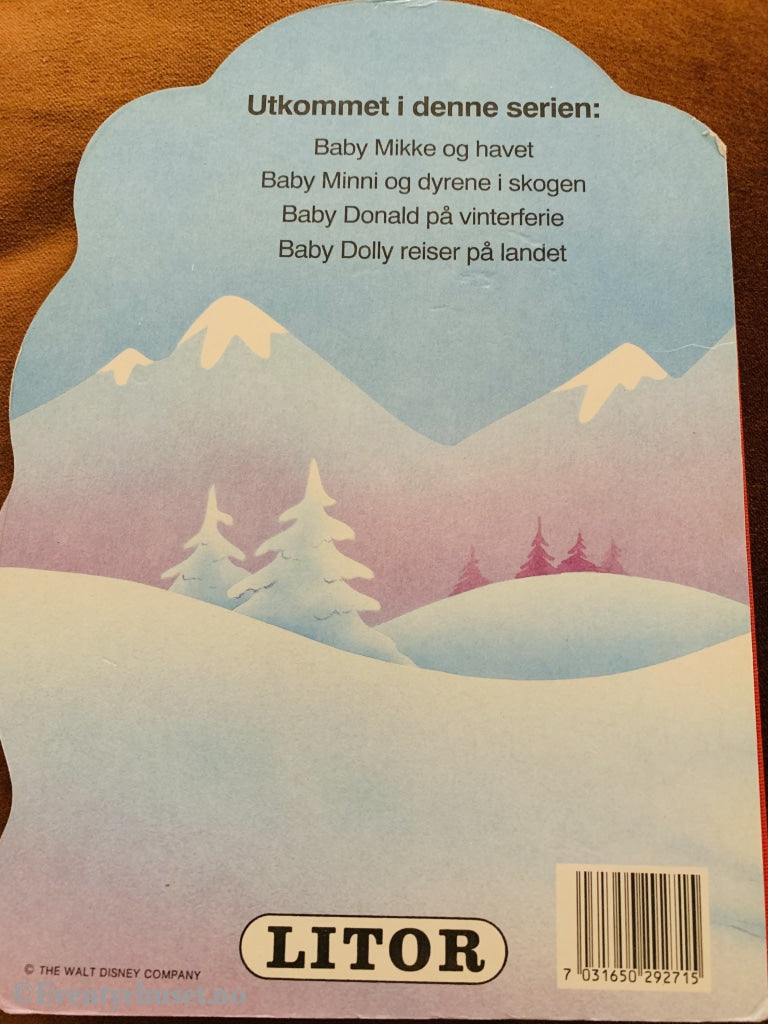 Utkommet i denne serien:
Baby Mikke og havet
Baby Minni og dyrene i skogen
Baby Donald på vinterferie
Baby Dolly reiser på landet
LITOR
© THE WALT DISNEY COMPANY
7 031650 292715
©Eventyrhuset.no